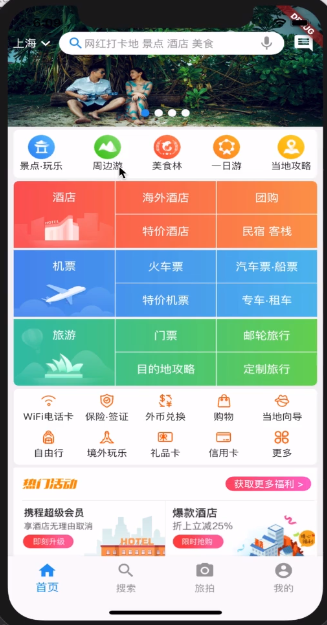 DEBUG
上海
网红打卡地 景点 酒店 美食
景点·玩乐 周边游 美食林 一日游 当地攻略
酒店 海外酒店 团购
特价酒店 民宿 客栈
机票 火车票 汽车票·船票
特价机票 专车·租车
旅游 门票 邮轮旅行
目的地攻略 定制旅行
WiFi电话卡 保险·签证 外币兑换 购物 当地向导
自由行 境外玩乐 礼品卡 信用卡 更多
热门活动 获取更多福利 >
携程超级会员 爆款酒店
享酒店无理由取消 折上立减25%
即刻升级 限时抢购
HOTEL
首页 搜索 旅拍 我的